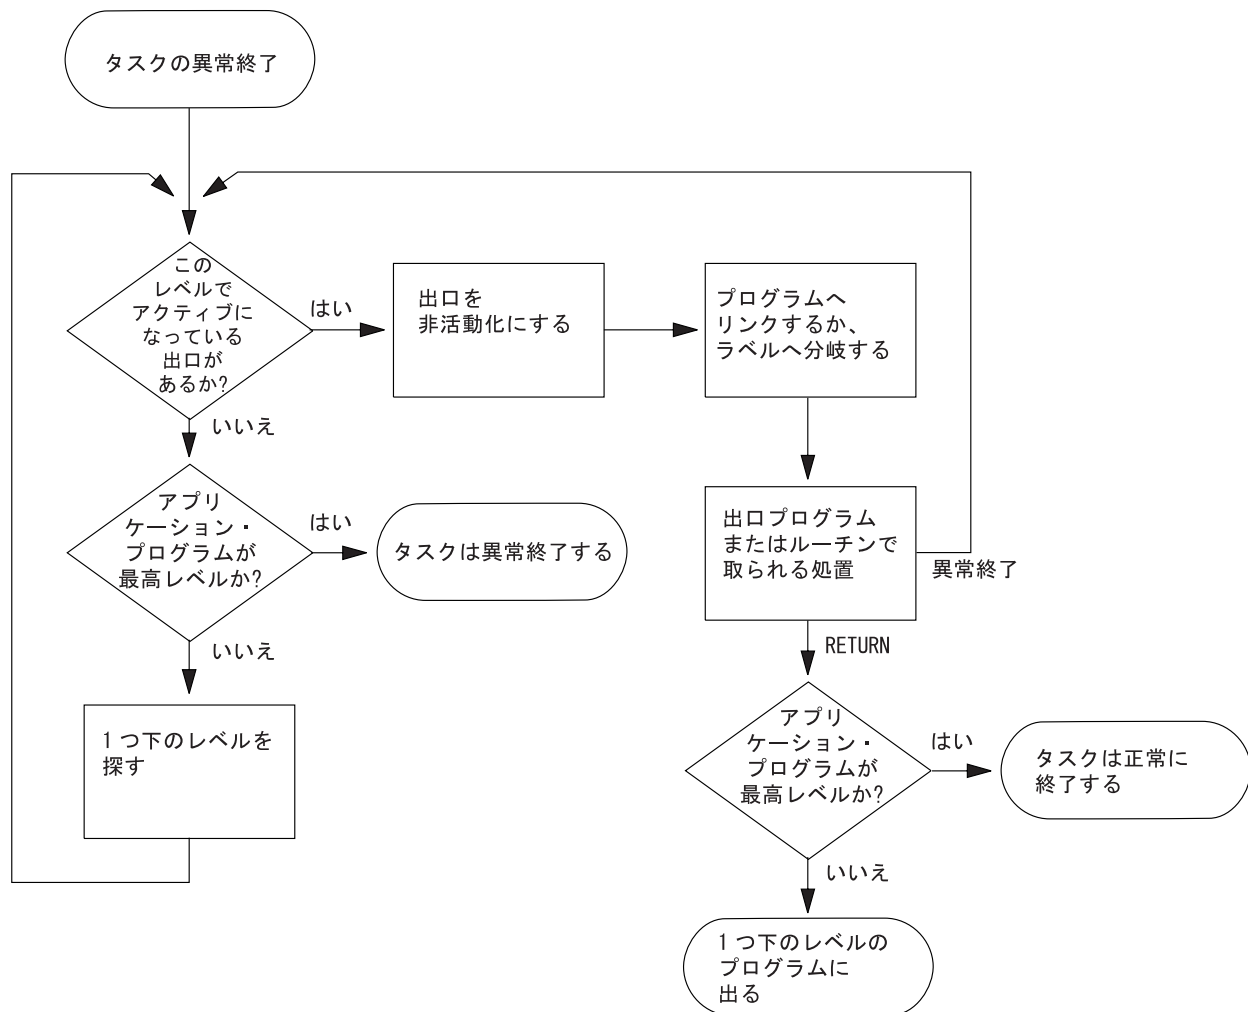 タスクの異常終了
この
レベルで
アクティブに
なっている
出口が
あるか?
はい
出口を
非活動化にする
プログラムへ
リンクするか、
ラベルへ分岐する
いいえ
アプリ
ケーション・
プログラムが
最高レベルか?
はい
タスクは異常終了する
出口プログラム
またはルーチンで
取られる処置
異常終了
いいえ
RETURN
1つ下のレベルを
探す
アプリ
ケーション・
プログラムが
最高レベルか?
はい
タスクは正常に
終了する
いいえ
1つ下のレベルの
プログラムに
出る